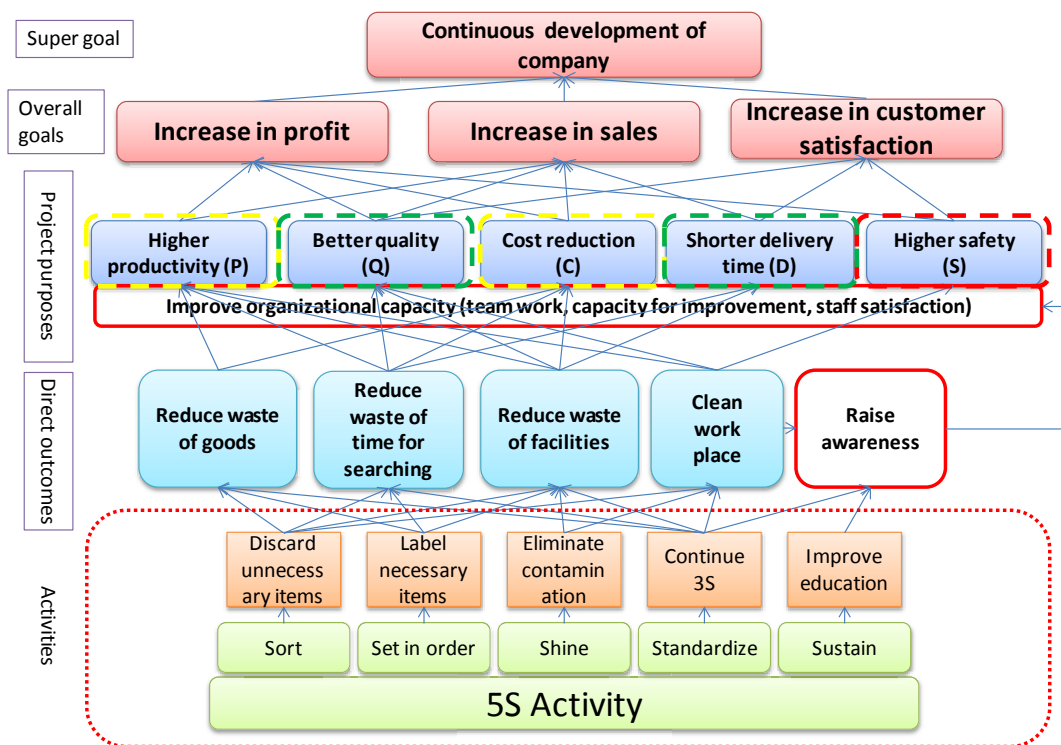 Super goal
Continuous development of
company
Overall
goals
Increase in profit
Increase in sales
Increase in customer
satisfaction
Project purposes
Higher
productivity (P)
Better quality
(Q)
Cost reduction
(C)
Shorter delivery
time (D)
Higher safety
(S)
Improve organizational capacity (team work, capacity for improvement, staff satisfaction)
Direct outcomes
Reduce waste
of goods
Reduce
waste of
time for
searching
Reduce waste
of facilities
Clean
work
place
Raise
awareness
Activities
Discard
unnecess
ary items
Label
necessary
items
Eliminate
contamin
ation
Continue
3S
Improve
education
Sort
Set in order
Shine
Standardize
Sustain
5S Activity